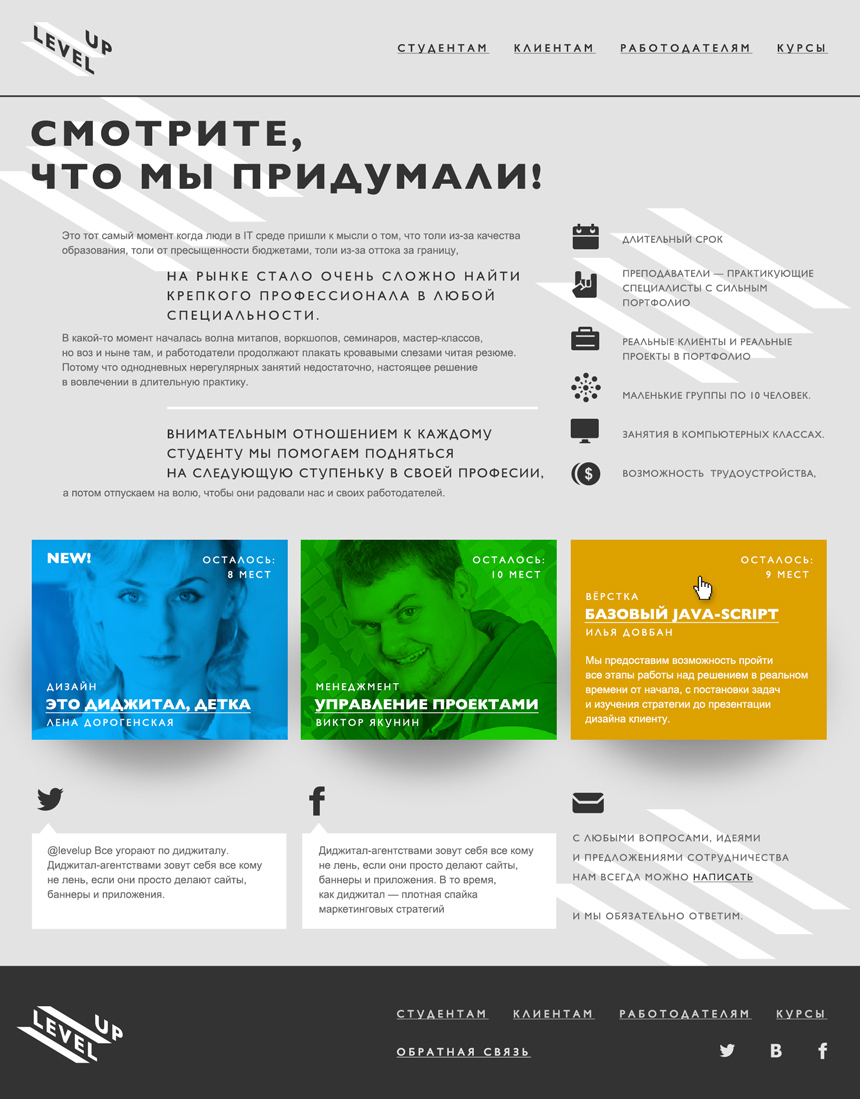 LEVEL UP
СТУДЕНТАМ КЛИЕНТАМ РАБОТОДАТЕЛЯМ КУРСЫ
СМОТРИТЕ,
ЧТО МЫ ПРИДУМАЛИ!
Это тот самый момент когда люди в IT среде пришли к мысли о том, что толи из-за качества
образования, толи от пресыщенности бюджетами, толи из-за оттока за границу,
НА РЫНКЕ СТАЛО ОЧЕНЬ СЛОЖНО НАЙТИ
КРЕПКОГО ПРОФЕССИОНАЛА В ЛЮБОЙ
СПЕЦИАЛЬНОСТИ.
В какой-то момент началась волна митапов, воркшопов, семинаров, мастер-классов,
но воз и ныне там, и работодатели продолжают плакать кровавыми слезами читая резюме.
Потому что однодневных нерегулярных занятий недостаточно, настоящее решение
в вовлечении в длительную практику.
ВНИМАТЕЛЬНЫМ ОТНОШЕНИЕМ К КАЖДОМУ
СТУДЕНТУ МЫ ПОМОГАЕМ ПОДНЯТЬСЯ
НА СЛЕДУЮЩУЮ СТУПЕНЬКУ В СВОЕЙ ПРОФЕСИИ,
а потом отпускаем на волю, чтобы они радовали нас и своих работодателей.
ДЛИТЕЛЬНЫЙ СРОК
ПРЕПОДАВАТЕЛИ — ПРАКТИКУЮЩИЕ
СПЕЦИАЛИСТЫ С СИЛЬНЫМ
ПОРТФОЛИО
РЕАЛЬНЫЕ КЛИЕНТЫ И РЕАЛЬНЫЕ
ПРОЕКТЫ В ПОРТФОЛИО
МАЛЕНЬКИЕ ГРУППЫ ПО 10 ЧЕЛОВЕК.
ЗАНЯТИЯ В КОМПЬЮТЕРНЫХ КЛАССАХ.
$
ВОЗМОЖНОСТЬ ТРУДОУСТРОЙСТВА,
NEW!
ОСТАЛОСЬ:
8 МЕСТ
ДИЗАЙН
ЭТО ДИДЖИТАЛ, ДЕТКА
ЛЕНА ДОРОГЕНСКАЯ
ОСТАЛОСЬ:
10 МЕСТ
МЕНЕДЖМЕНТ
УПРАВЛЕНИЕ ПРОЕКТАМИ
ВИКТОР ЯКУНИН
ОСТАЛОСЬ:
9 МЕСТ
ВЁРСТКА
БАЗОВЫЙ JAVA-SCRIPT
ИЛЬЯ ДОВБАН
Мы предоставим возможность пройти
все этапы работы над решением в реальном
времени от начала, с постановки задач
и изучения стратегии до презентации
дизайна клиенту.
@levelup Все угорают по диджиталу.
Диджитал-агентствами зовут себя все кому
не лень, если они просто делают сайты,
баннеры и приложения.
f
Диджитал-агентствами зовут себя все кому
не лень, если они просто делают сайты,
баннеры и приложения. В то время,
как диджитал — плотная спайка
маркетинговых стратегий
С ЛЮБЫМИ ВОПРОСАМИ, ИДЕЯМИ
И ПРЕДЛОЖЕНИЯМИ СОТРУДНИЧЕСТВА
НАМ ВСЕГДА МОЖНО НАПИСАТЬ
И МЫ ОБЯЗАТЕЛЬНО ОТВЕТИМ.
LEVEL UP
СТУДЕНТАМ КЛИЕНТАМ РАБОТОДАТЕЛЯМ КУРСЫ
ОБРАТНАЯ СВЯЗЬ
В f